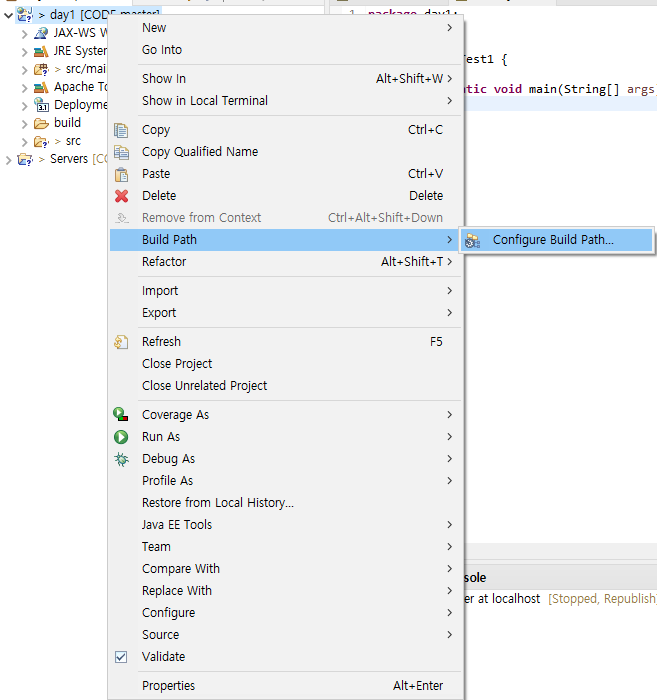 > day1 [CODE master]
JAX-WS W
JRE System
> src/mai
Apache To
Deployme
build
> src
> Servers [CO
1 package day1;
Test1 {
tic void main(String[] args
New
Go Into
Show In Alt+Shift+W
Show in Local Terminal
Copy Ctrl+C
Copy Qualified Name
Paste Ctrl+V
Delete Delete
Remove from Context Ctrl+Alt+Shift+Down
Build Path
Configure Build Path...
Refactor Alt+Shift+T
Import
Export
Refresh F5
Close Project
Close Unrelated Project
Coverage As
Run As
Debug As
Profile As
Restore from Local History...
Java EE Tools
Team
Compare With
Replace With
Configure
Source
Validate
Properties Alt+Enter
sole
er at localhost [Stopped, Republish]